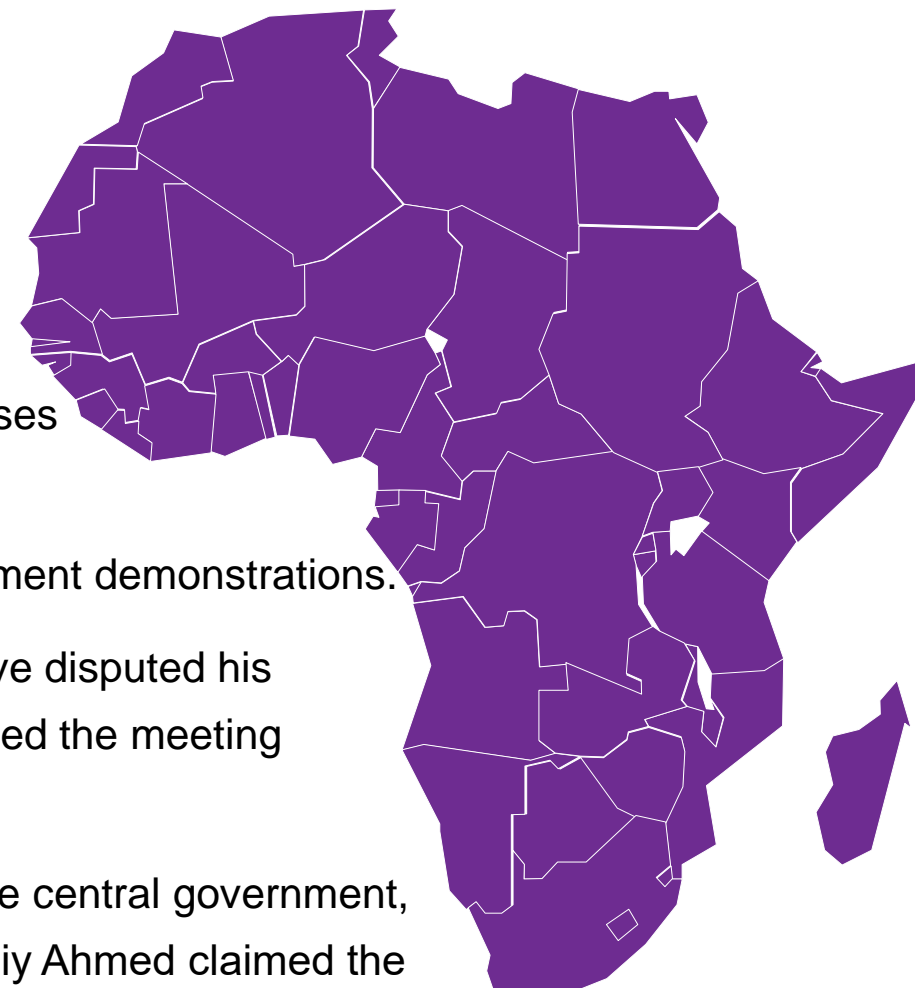 ses
ment demonstrations.
ve disputed his
ed the meeting
e central government,
iy Ahmed claimed the